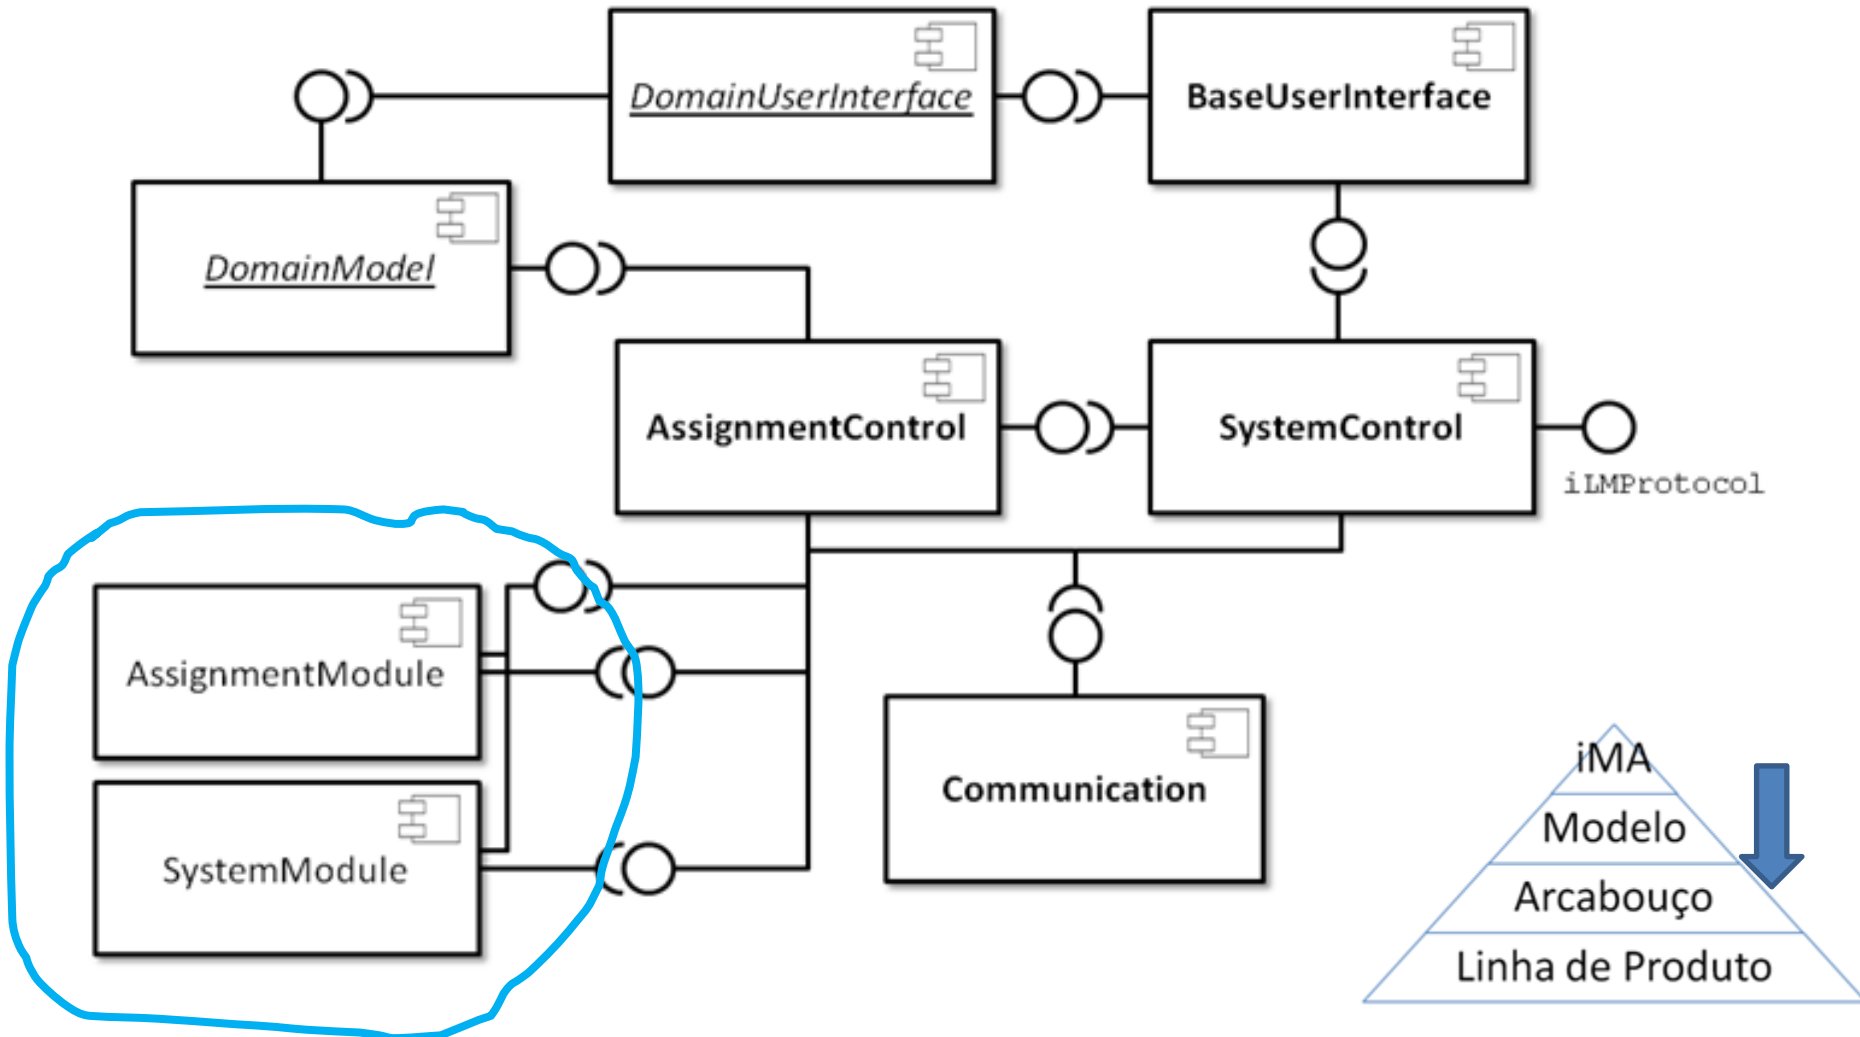 DomainUserInterface
BaseUserInterface
DomainModel
AssignmentControl
SystemControl
iLMProtocol
AssignmentModule
SystemModule
Communication
iMA
Modelo
Arcabouço
Linha de Produto